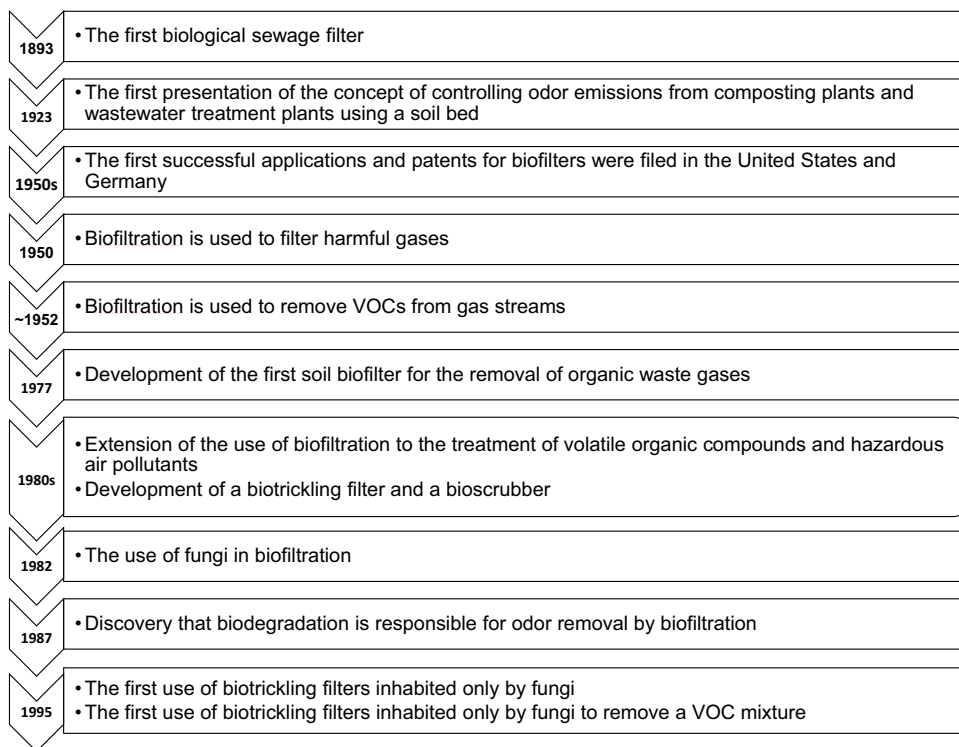 1893
• The first biological sewage filter
1923
• The first presentation of the concept of controlling odor emissions from composting plants and
wastewater treatment plants using a soil bed
1950s
• The first successful applications and patents for biofilters were filed in the United States and
Germany
1950
• Biofiltration is used to filter harmful gases
~1952
• Biofiltration is used to remove VOCs from gas streams
1977
• Development of the first soil biofilter for the removal of organic waste gases
1980s
• Extension of the use of biofiltration to the treatment of volatile organic compounds and hazardous
air pollutants
• Development of a biotrickling filter and a bioscrubber
1982
• The use of fungi in biofiltration
1987
• Discovery that biodegradation is responsible for odor removal by biofiltration
1995
• The first use of biotrickling filters inhabited only by fungi
• The first use of biotrickling filters inhabited only by fungi to remove a VOC mixture